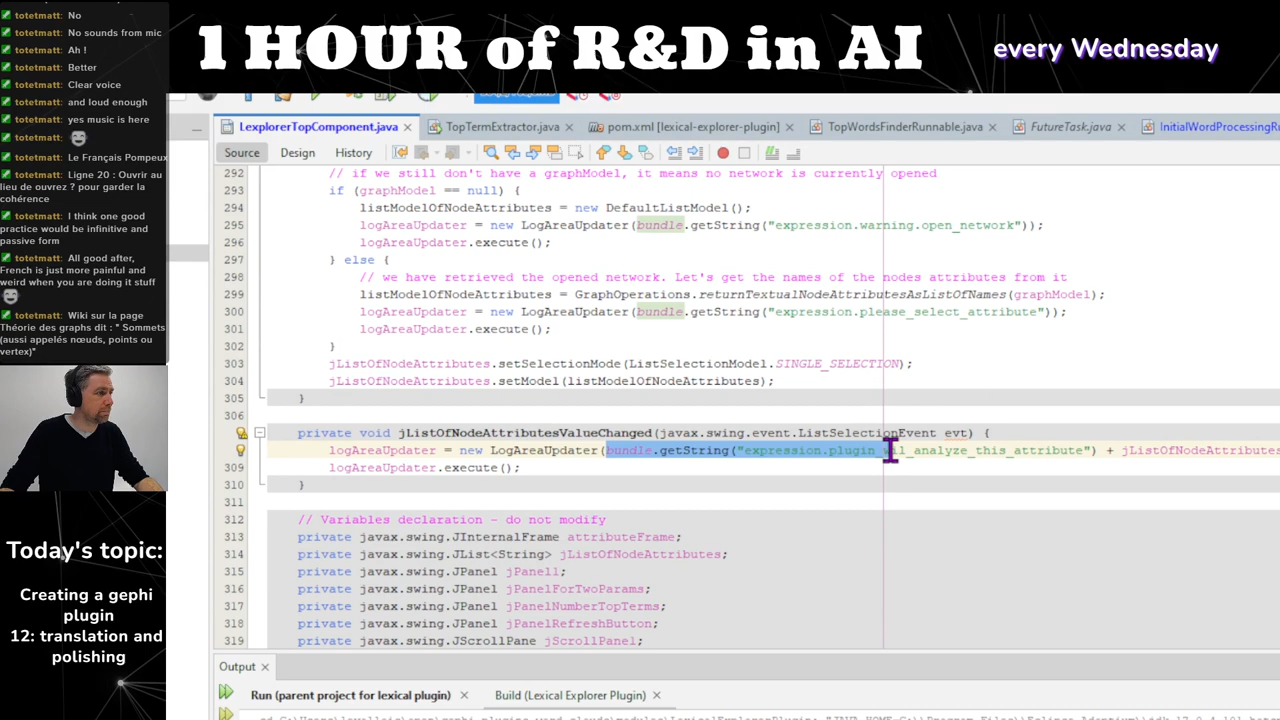 totetmatt: No
totetmatt: No sounds from mic
totetmatt: Ah !
totetmatt: Better
totetmatt: Clear voice
totetmatt: and loud enough
totetmatt: yes music is here
totetmatt:
totetmatt: Le Français Pompeux
totetmatt: Ligne 20 : Ouvrir au
lieu de ouvrez ? pour garder la
cohérence
totetmatt: I think one good
practice would be infinitive and
passive form
totetmatt: All good after,
French is just more painful and
weird when you are doing it stuff
totetmatt: Wiki sur la page
Théorie des graphs dit : " Sommets
(aussi appelés nœuds, points ou
vertex)"
1 HOUR of R&D in AI
every Wednesday
LexplorerTopComponent.java
TopTermExtractor.java
pom.xml [lexical-explorer-plugin]
TopWordsFinderRunnable.java
FutureTask.java
InitialWordProcessingRu
Source
Design
History
292 // if we still don't have a graphModel, it means no network is currently opened
293 if (graphModel == null) {
294 listModelOfNodeAttributes = new DefaultListModel();
295 logAreaUpdater = new LogAreaUpdater(bundle.getString("expression.warning.open_network"));
296 logAreaUpdater.execute();
297 } else {
298 // we have retrieved the opened network. Let's get the names of the nodes attributes from it
299 listModelOfNodeAttributes = GraphOperations.returnTextualNodeAttributesAsListOfNames(graphModel);
300 logAreaUpdater = new LogAreaUpdater(bundle.getString("expression.please_select_attribute"));
301 logAreaUpdater.execute();
302 }
303 jListOfNodeAttributes.setSelectionMode(ListSelectionModel.SINGLE_SELECTION);
304 jListOfNodeAttributes.setModel(listModelOfNodeAttributes);
305 }
306
private void jListOfNodeAttributesValueChanged(javax.swing.event.ListSelectionEvent evt) {
logAreaUpdater = new LogAreaUpdater(bundle.getString("expression.plugin_wil_analyze_this_attribute") + jListOfNodeAttributes
309 logAreaUpdater.execute();
310 }
311
312 // Variables declaration - do not modify
313 private javax.swing.JInternalFrame attributeFrame;
314 private javax.swing.JList<String> jListOfNodeAttributes;
315 private javax.swing.JPanel jPanel1;
316 private javax.swing.JPanel jPanelForTwoParams;
317 private javax.swing.JPanel jPanelNumberTopTerms;
318 private javax.swing.JPanel jPanelRefreshButton;
319 private javax.swing.JScrollPane jScrollPanel;
Output
Run (parent project for lexical plugin)
Build (Lexical Explorer Plugin)
Today's topic:
Creating a gephi
plugin
12: translation and
polishing